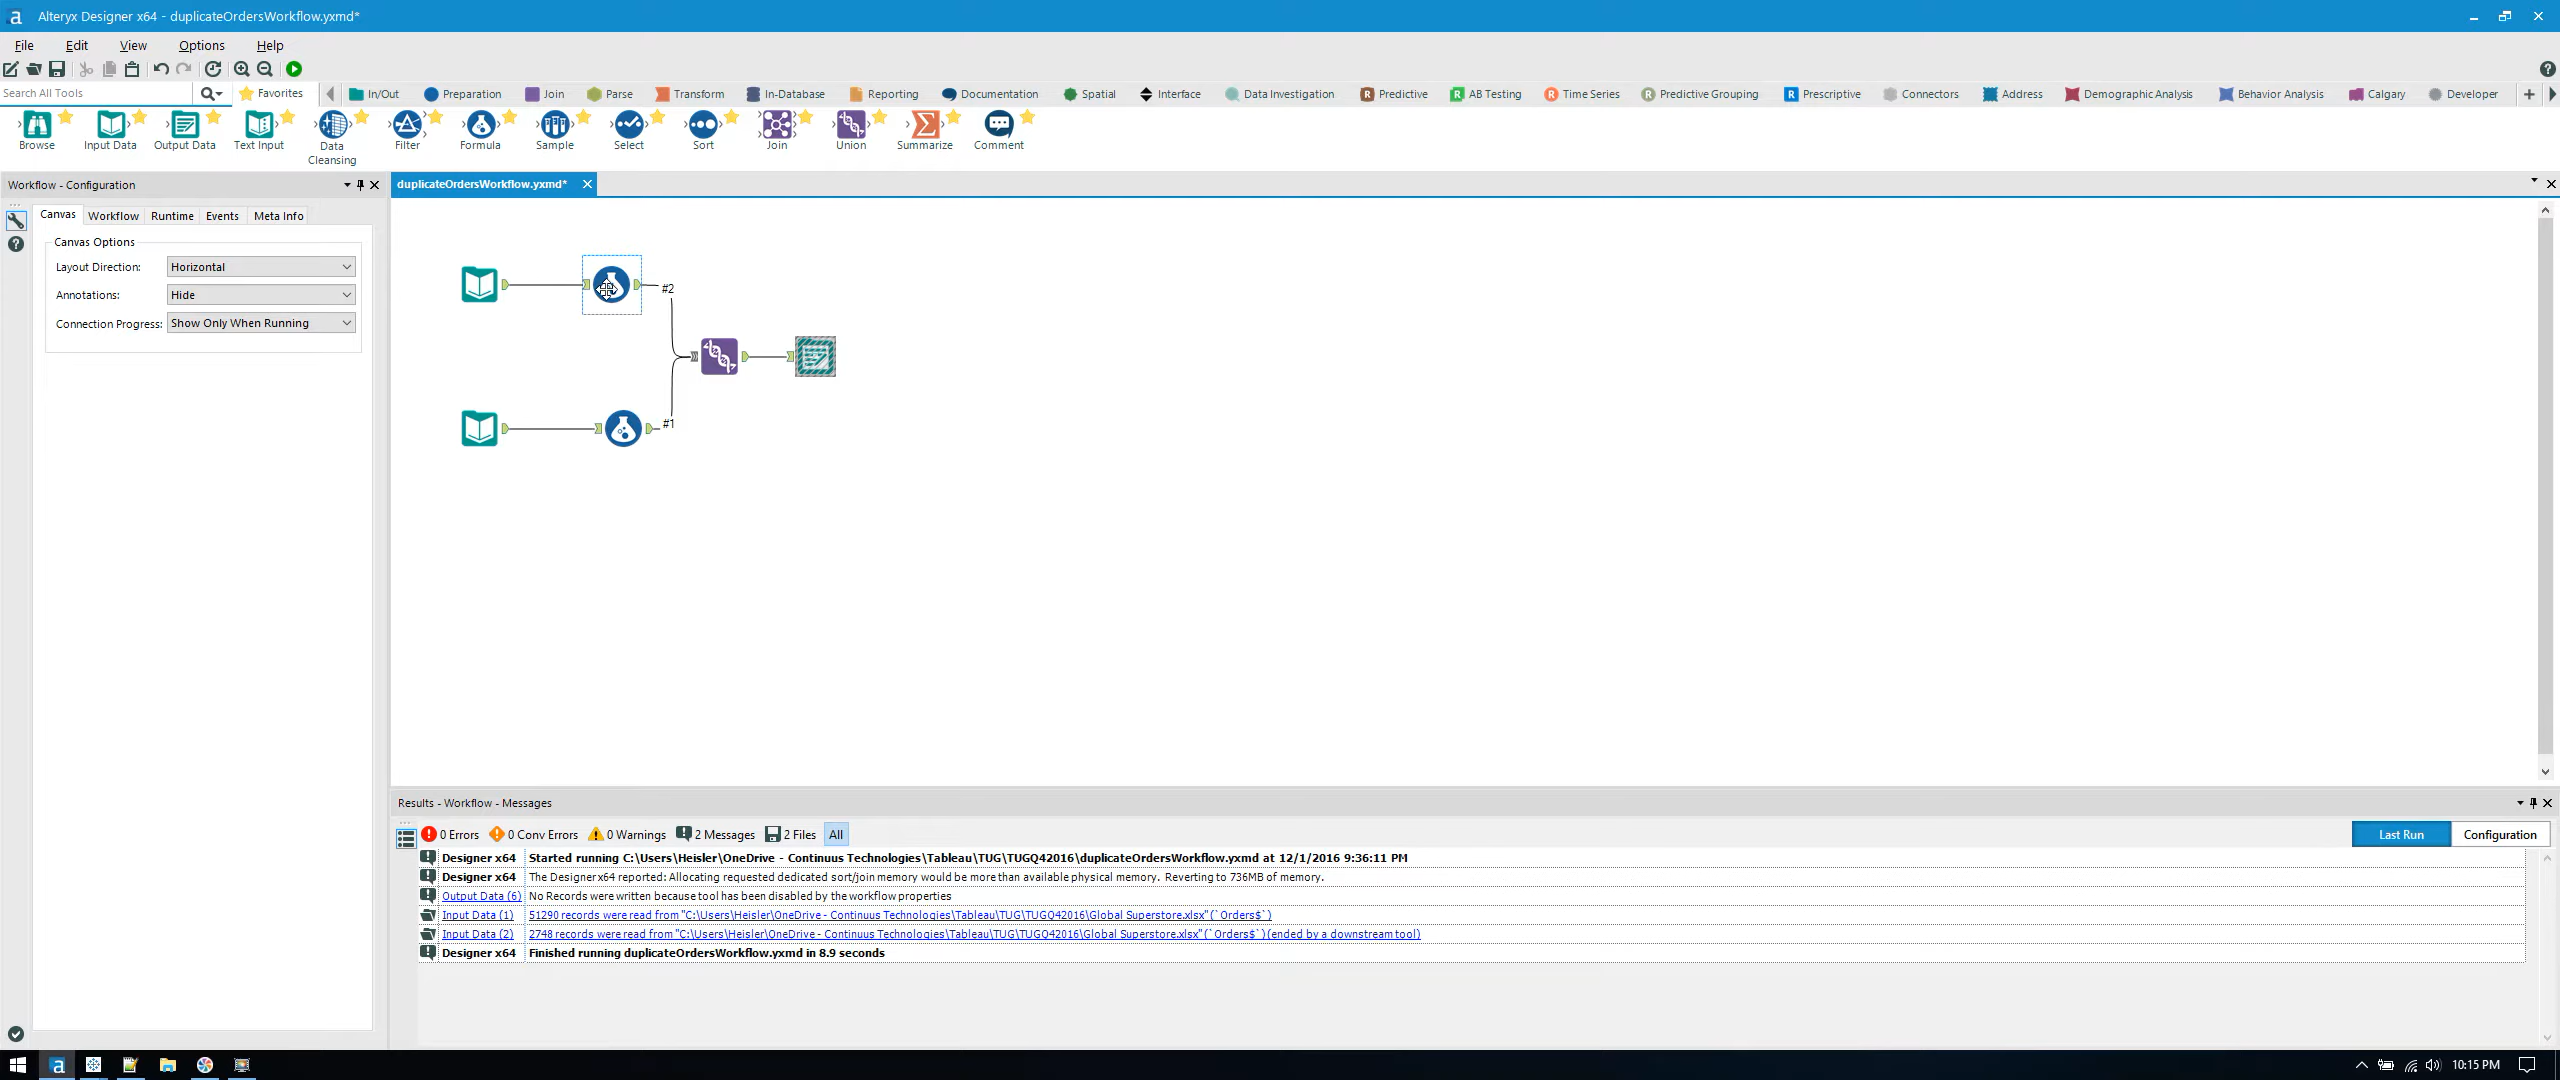 Alteryx Designer x64 - duplicateOrdersWorkflow.yxmd*
File Edit View Options Help
Search All Tools Favorites In/Out Preparation Join Parse Transform In-Database Reporting Documentation Spatial Interface Data Investigation Predictive AB Testing Time Series Predictive Grouping Prescriptive Connectors Address Demographic Analysis Behavior Analysis Calgary Developer
Browse Input Data Output Data Text Input Data Cleansing Filter Formula Sample Select Sort Join Union Summarize Comment
Workflow - Configuration
duplicateOrdersWorkflow.yxmd*
Canvas Workflow Runtime Events Meta Info
Canvas Options
Layout Direction: Horizontal
Annotations: Hide
Connection Progress: Show Only When Running
#2
#1
Results - Workflow - Messages
0 Errors 0 Conv Errors 0 Warnings 2 Messages 2 Files All Last Run Configuration
Designer x64 Started running C:\Users\Heisler\OneDrive - Continuus Technologies\Tableau\TUG\TUGQ42016\duplicateOrdersWorkflow.yxmd at 12/1/2016 9:36:11 PM
Designer x64 The Designer x64 reported: Allocating requested dedicated sort/join memory would be more than available physical memory. Reverting to 736MB of memory.
Output Data (6) No Records were written because tool has been disabled by the workflow properties
Input Data (1) 51290 records were read from "C:\Users\Heisler\OneDrive - Continuus Technologies\Tableau\TUG\TUGQ42016\Global Superstore.xlsx" (`Orders$`)
Input Data (2) 2748 records were read from "C:\Users\Heisler\OneDrive - Continuus Technologies\Tableau\TUG\TUGQ42016\Global Superstore.xlsx" (`Orders$`) (ended by a downstream tool)
Designer x64 Finished running duplicateOrdersWorkflow.yxmd in 8.9 seconds
10:15 PM